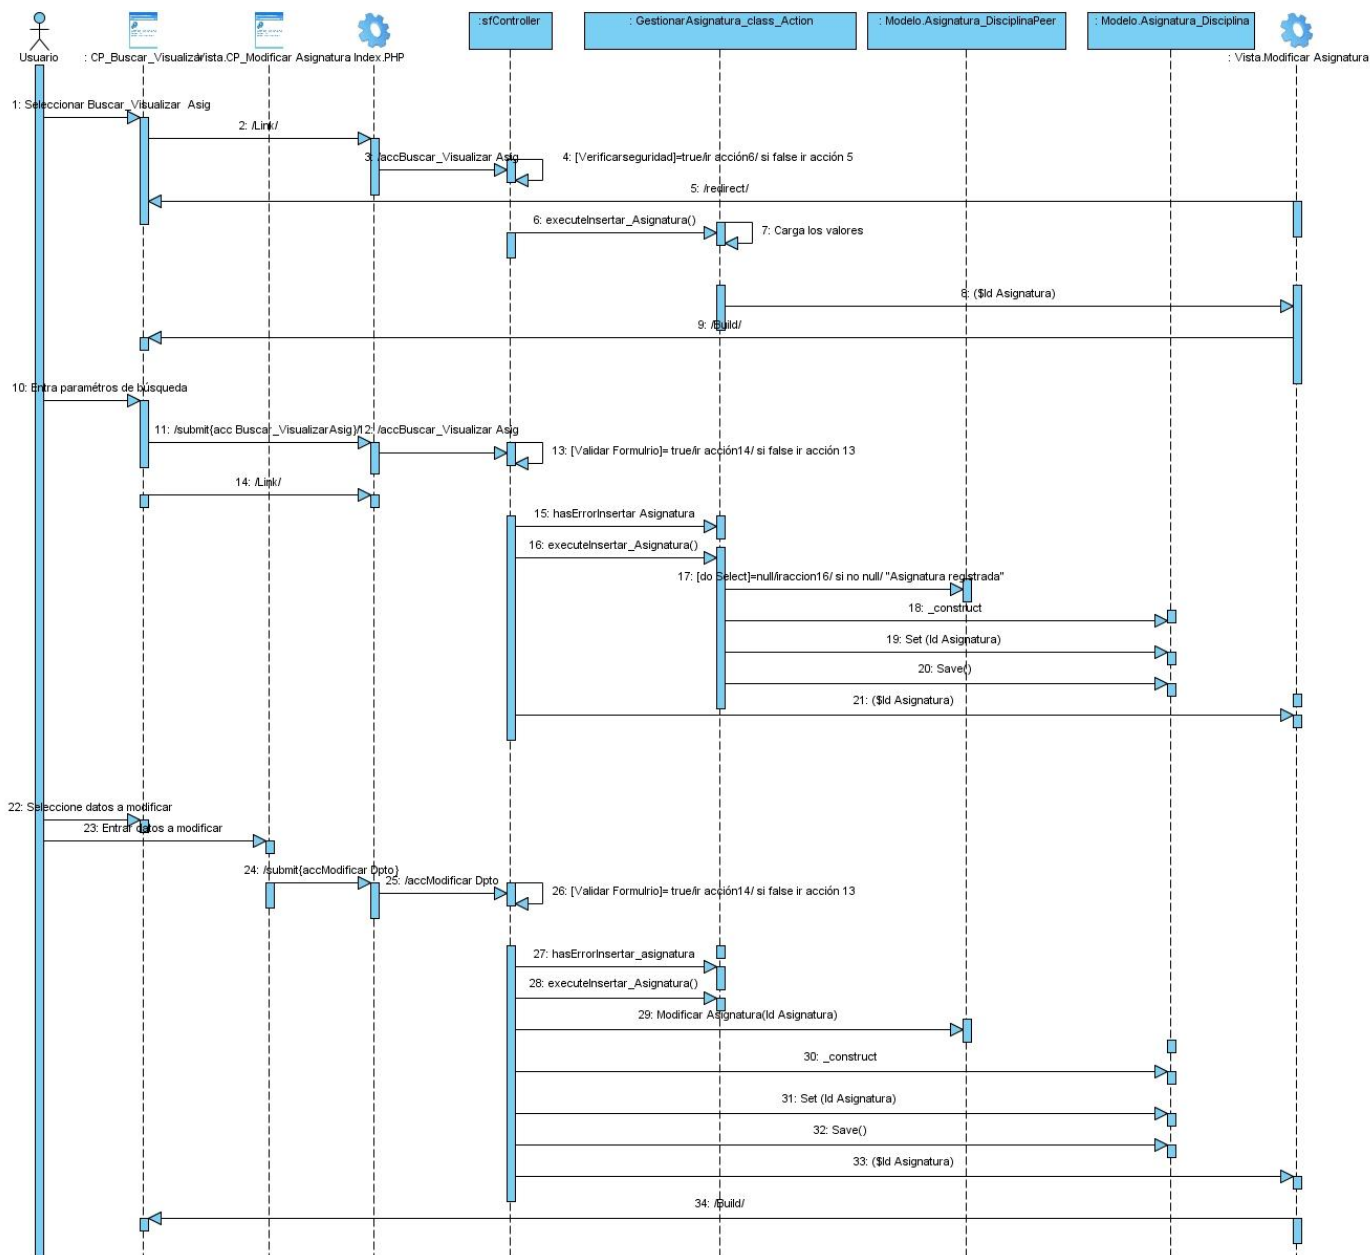 :sfController
: GestionarAsignatura_class_Action
: Modelo.Asignatura_DisciplinaPeer
: Modelo.Asignatura_Disciplina
Usuario
: CP_Buscar_Visualizar
Vista.CP_Modificar Asignatura
Index.PHP
: Vista.Modificar Asignatura
1: Seleccionar Buscar_Visualizar Asig
2: /Link/
3: /accBuscar_Visualizar Asig
4: [Verificarseguridad]=true/ir acción6/ si false ir acción 5
5: /redirect/
6: executeInsertar_Asignatura()
7: Carga los valores
8: ($Id Asignatura)
9: /Build/
10: Entra paramétros de búsqueda
11: /submit{acc Buscar_VisualizarAsig}/
12: /accBuscar_Visualizar Asig
13: [Validar Formulrio]= true/ir acción14/ si false ir acción 13
14: /Link/
15: hasErrorInsertar Asignatura
16: executeInsertar_Asignatura()
17: [do Select]=null/iraccion16/ si no null/ "Asignatura registrada"
18: _construct
19: Set (Id Asignatura)
20: Save()
21: ($Id Asignatura)
22: Seleccione datos a modificar
23: Entrar datos a modificar
24: /submit{accModificar Dpto}
25: /accModificar Dpto
26: [Validar Formulrio]= true/ir acción14/ si false ir acción 13
27: hasErrorInsertar_asignatura
28: executeInsertar_Asignatura()
29: Modificar Asignatura(Id Asignatura)
30: _construct
31: Set (Id Asignatura)
32: Save()
33: ($Id Asignatura)
34: /Build/